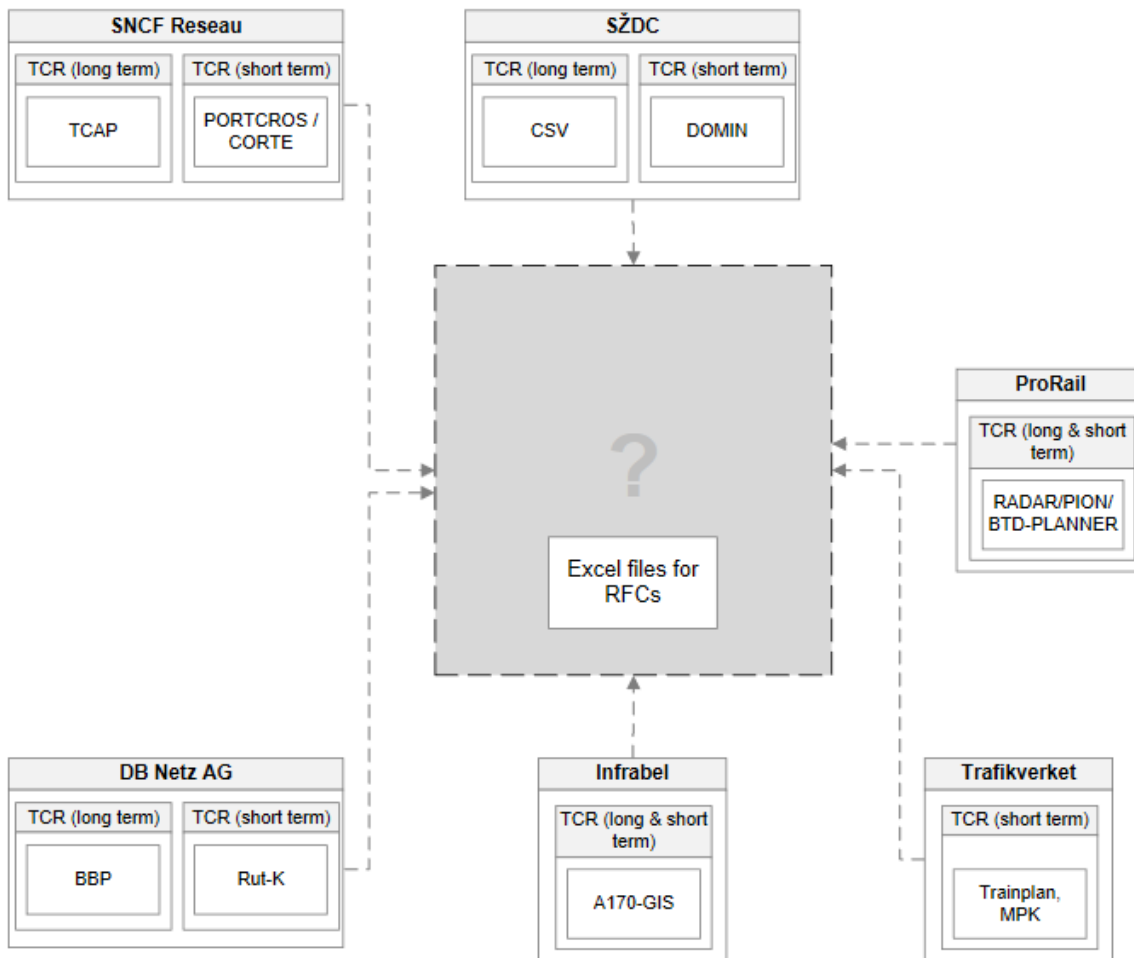 SNCF Reseau
TCR (long term)
TCR (short term)
TCAP
PORTCROS /
CORTE
SŽDC
TCR (long term)
TCR (short term)
CSV
DOMIN
ProRail
TCR (long & short
term)
RADAR/PION/
BTD-PLANNER
?
Excel files for
RFCs
DB Netz AG
TCR (long term)
TCR (short term)
BBP
Rut-K
Infrabel
TCR (long & short
term)
A170-GIS
Trafikverket
TCR (short term)
Trainplan,
MPK